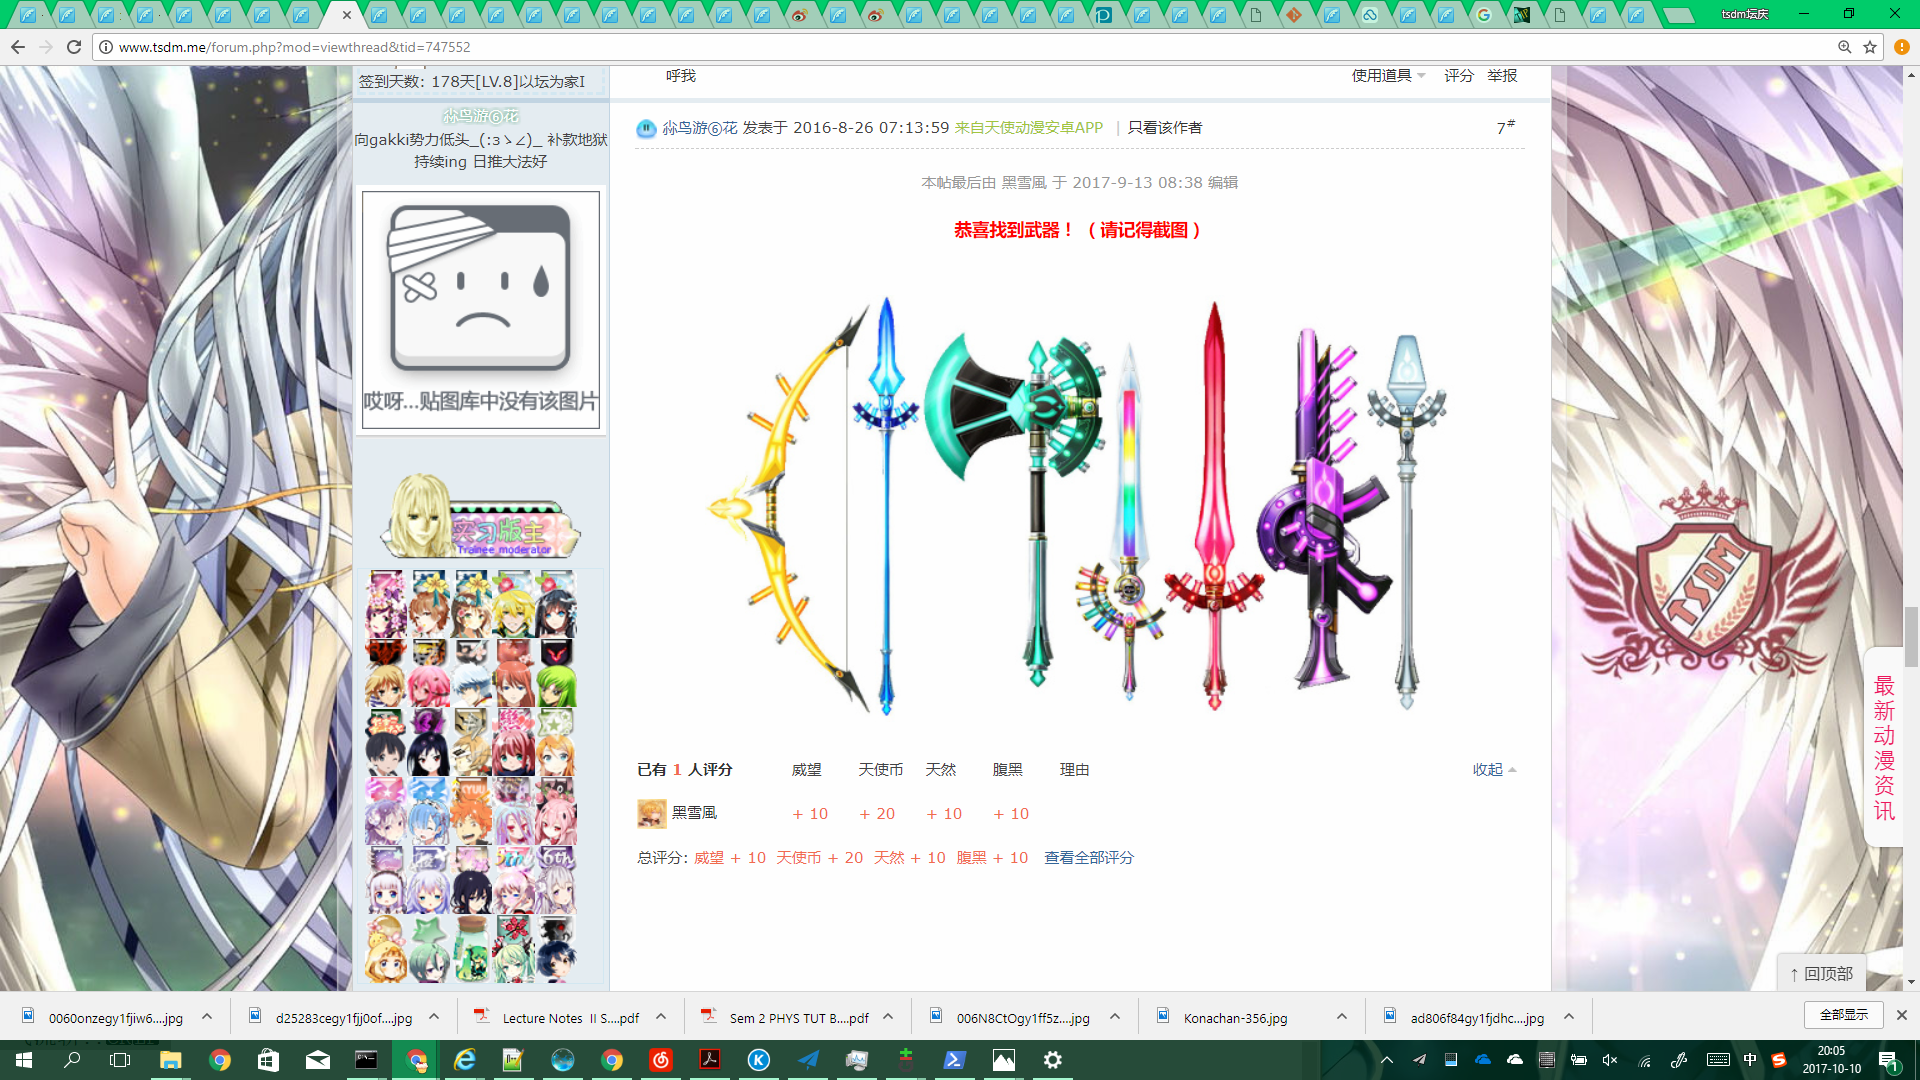 tsdm坛庆
www.tsdm.me/forum.php?mod=viewthread&tid=747552
签到天数: 178天[LV.8]以坛为家I
呼我
使用道具
评分
举报
尛鸟游⑥花
向gakki势力低头_(:зゝ∠)_ 补款地狱
持续ing 日推大法好
尛鸟游⑥花 发表于 2016-8-26 07:13:59 来自天使动漫安卓APP | 只看该作者
7#
本帖最后由 黑雪風 于 2017-9-13 08:38 编辑
恭喜找到武器！（请记得截图）
哎呀...贴图库中没有该图片
实习版主
Trainee moderator
已有 1 人评分
威望
天使币
天然
腹黑
理由
收起
黑雪風
+ 10
+ 20
+ 10
+ 10
总评分: 威望 + 10 天使币 + 20 天然 + 10 腹黑 + 10 查看全部评分
TSDM
最新动漫资讯
↑ 回顶部
0060onzegy1fjiw6....jpg
d25283cegy1fjj0of....jpg
Lecture Notes II S....pdf
Sem 2 PHYS TUT B....pdf
006N8CtOgy1ff5z....jpg
Konachan-356.jpg
ad806f84gy1fjdhc....jpg
全部显示
中
20:05
2017-10-10
1